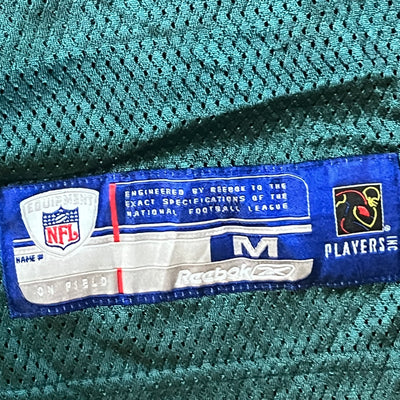 EQUIPMENT
NFL
NAME #
ON FIELD
ENGINEERED BY REEBOK TO THE
EXACT SPECIFICATIONS OF THE
NATIONAL FOOTBALL LEAGUE
M
Reebok
PLAYERS INC